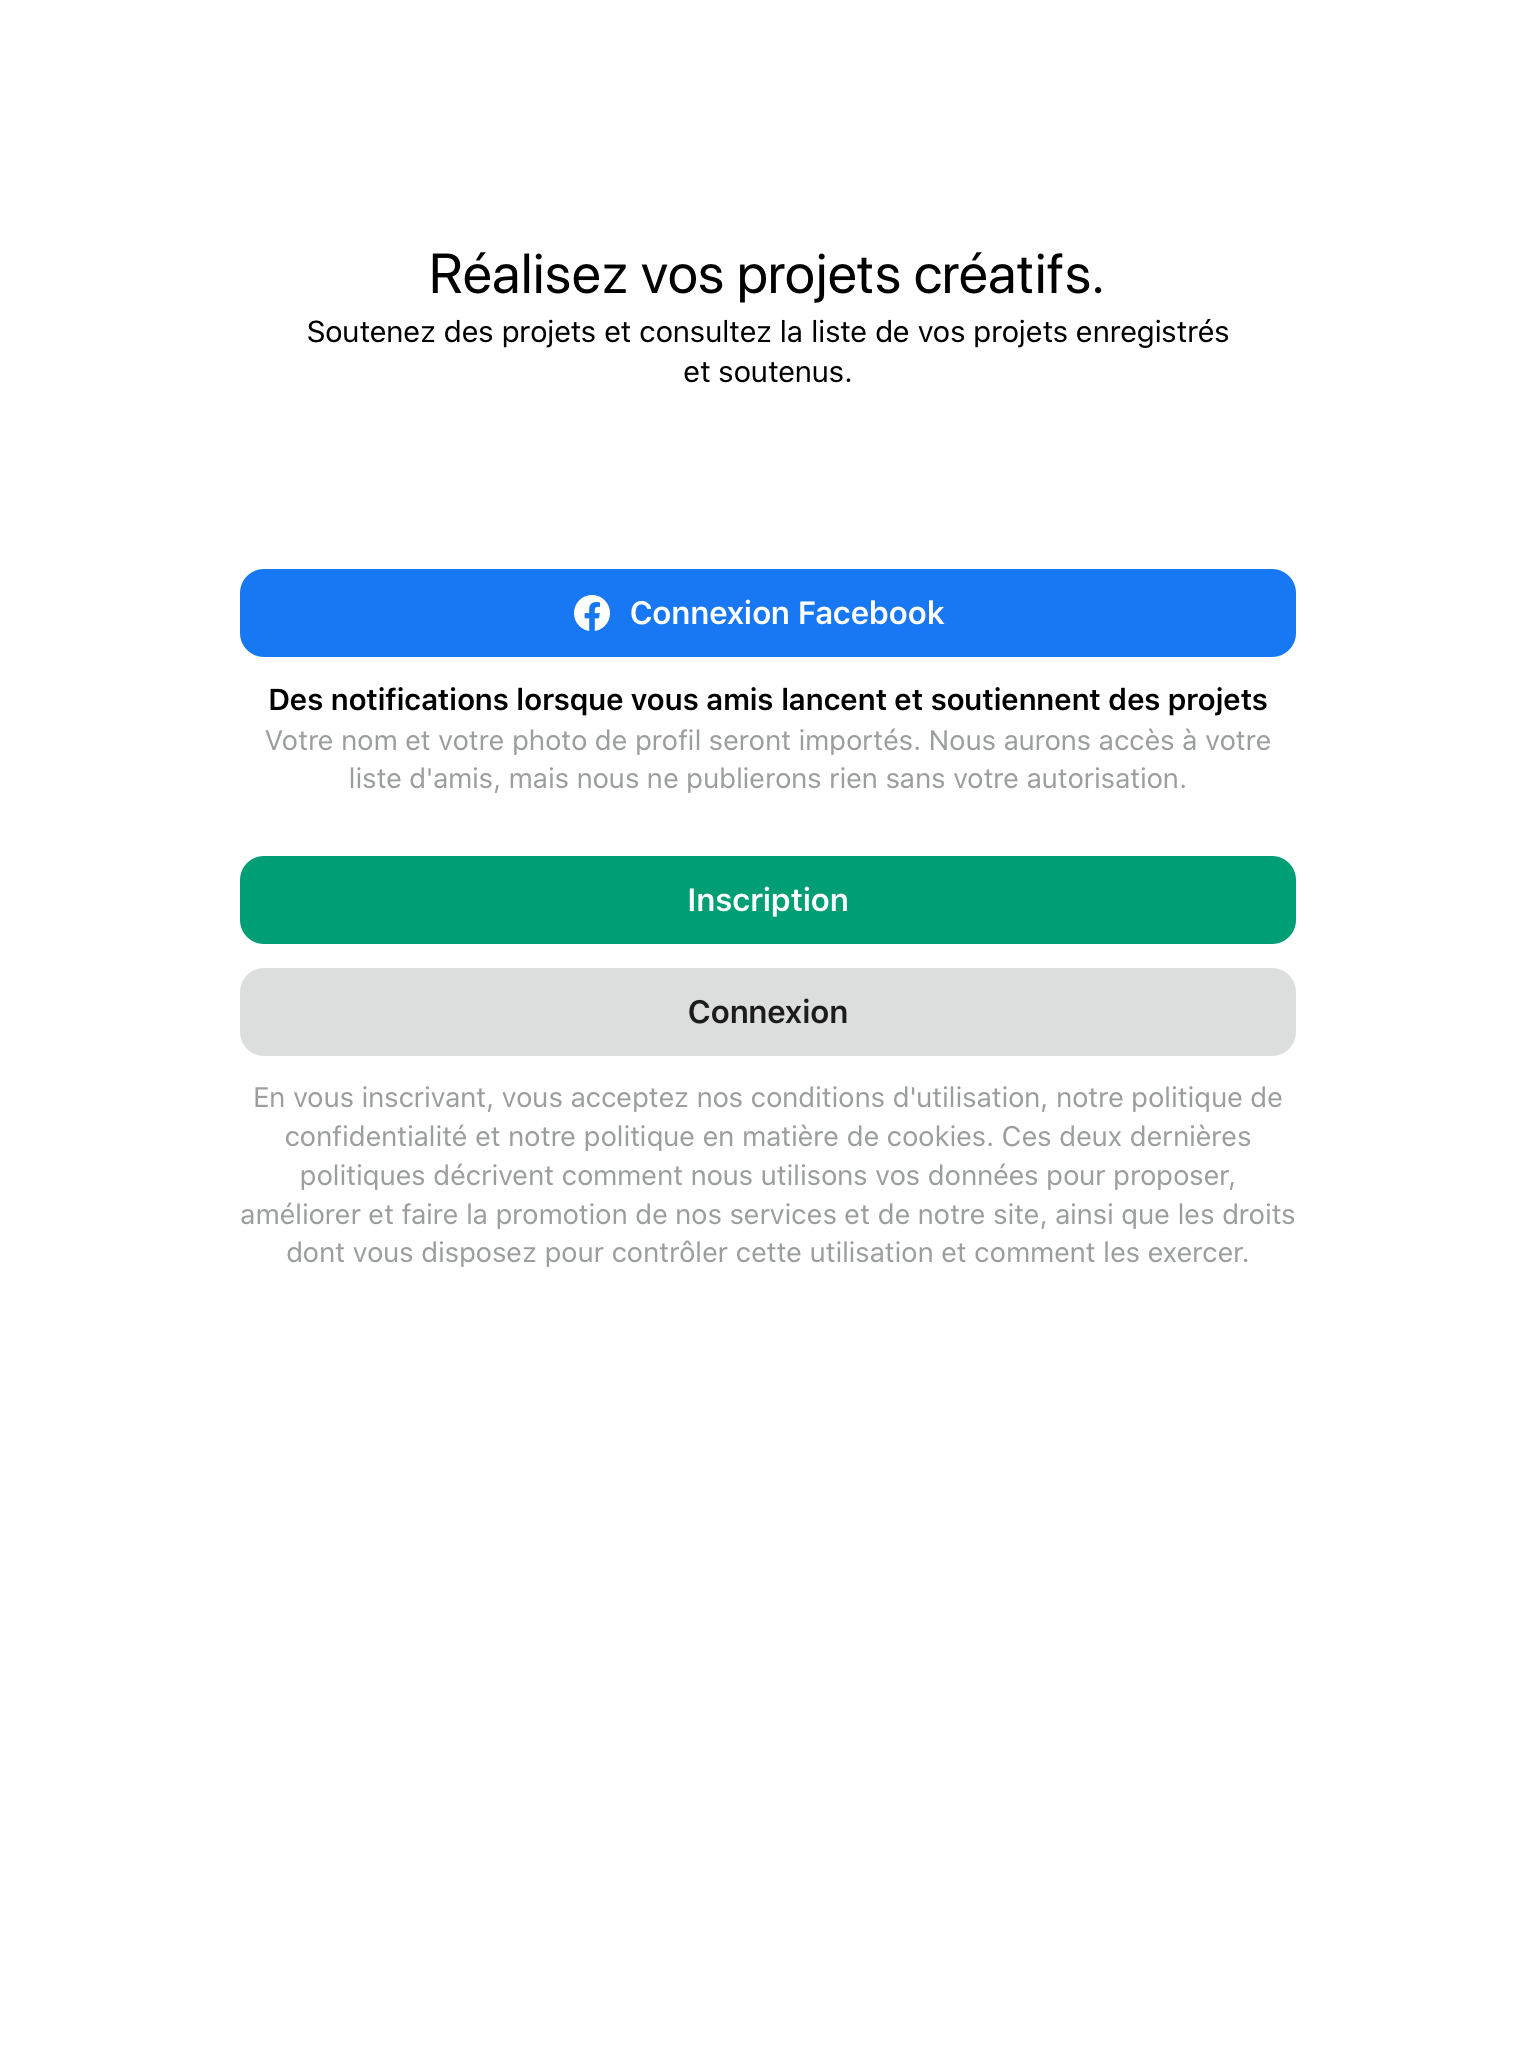 Réalisez vos projets créatifs.
Soutenez des projets et consultez la liste de vos projets enregistrés
et soutenus.
Connexion Facebook
Des notifications lorsque vous amis lancent et soutiennent des projets
Votre nom et votre photo de profil seront importés. Nous aurons accès à votre
liste d'amis, mais nous ne publierons rien sans votre autorisation.
Inscription
Connexion
En vous inscrivant, vous acceptez nos conditions d'utilisation, notre politique de
confidentialité et notre politique en matière de cookies. Ces deux dernières
politiques décrivent comment nous utilisons vos données pour proposer,
améliorer et faire la promotion de nos services et de notre site, ainsi que les droits
dont vous disposez pour contrôler cette utilisation et comment les exercer.